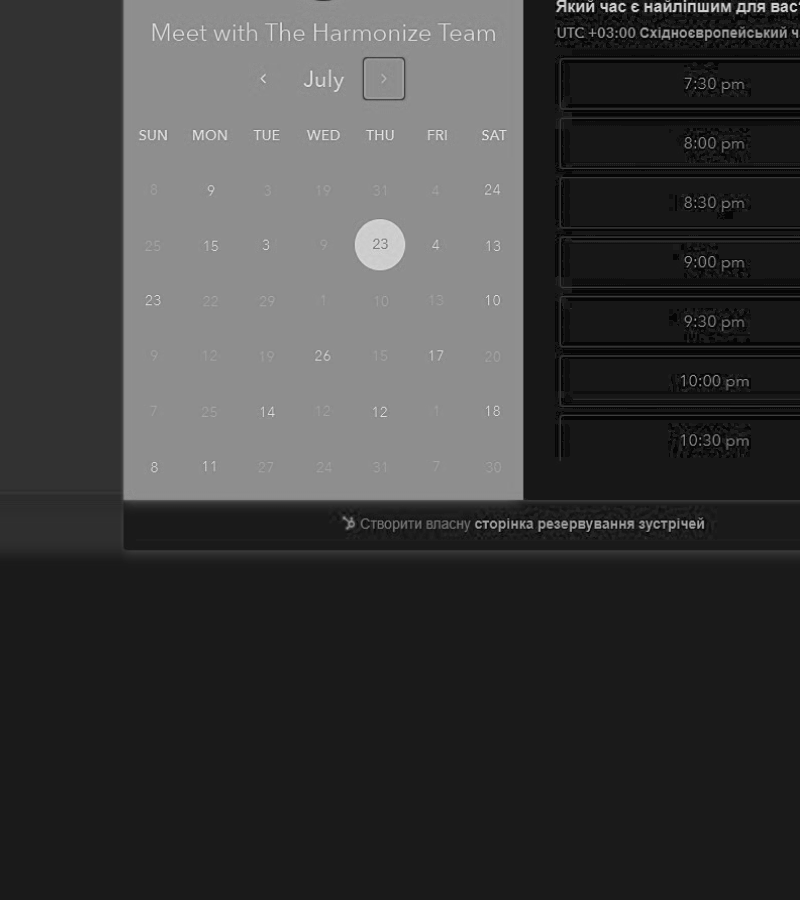 Meet with The Harmonize Team
July
SUN MON TUE WED THU FRI SAT
8 9 3 19 31 4 24
25 15 3 9 23 4 13
23 22 29 1 10 13 10
9 12 19 26 15 17 20
7 25 14 12 12 1 18
8 11 27 24 31 7 30
Який час є найліпшим для
UTC +03:00 Східноєвропейський
7:30 pm
8:00 pm
8:30 pm
9:00 pm
9:30 pm
10:00 pm
10:30 pm
Створити власну сторінка резервування зустрічей